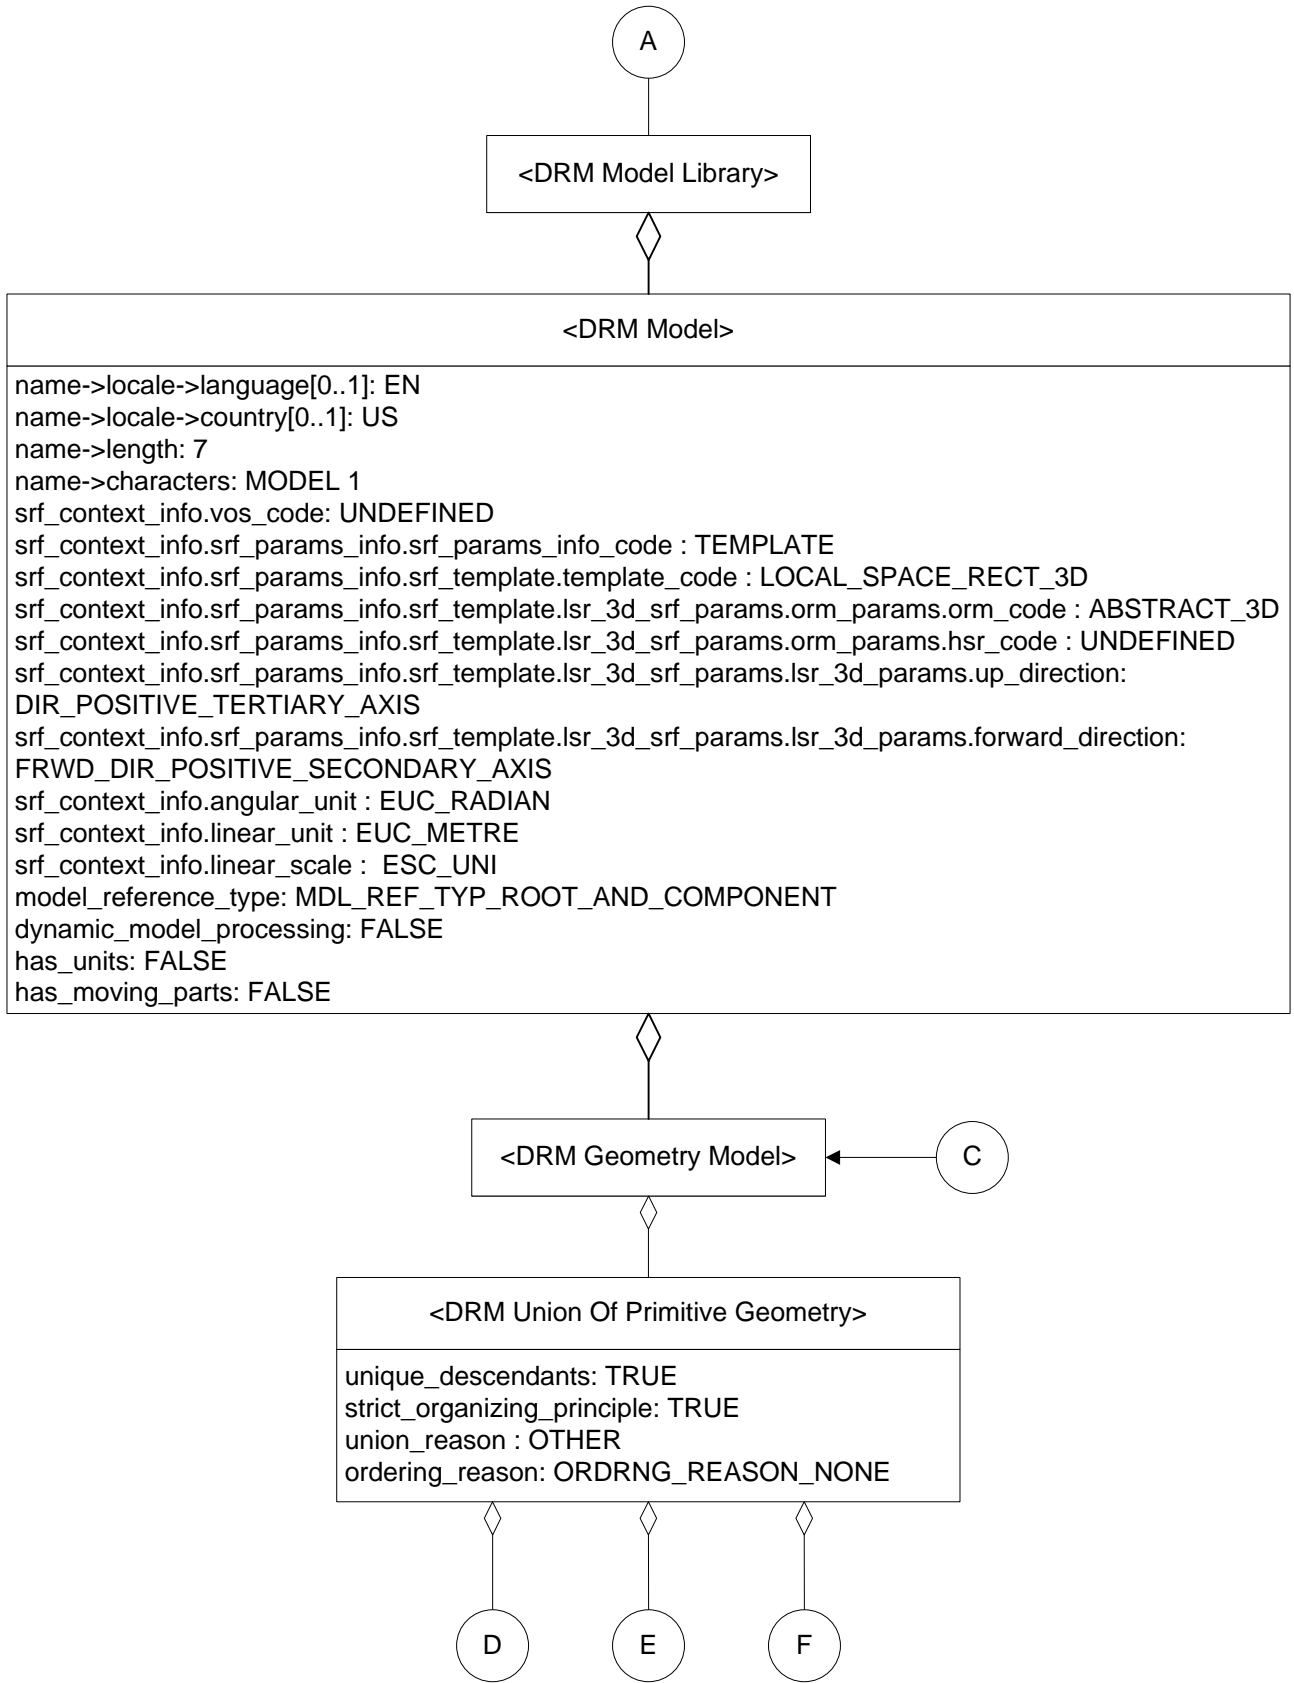 A
<DRM Model Library>
<DRM Model>
name->locale->language[0..1]: EN
name->locale->country[0..1]: US
name->length: 7
name->characters: MODEL 1
srf_context_info.vos_code: UNDEFINED
srf_context_info.srf_params_info.srf_params_info_code : TEMPLATE
srf_context_info.srf_params_info.srf_template.template_code : LOCAL_SPACE_RECT_3D
srf_context_info.srf_params_info.srf_template.lsr_3d_srf_params.orm_params.orm_code : ABSTRACT_3D
srf_context_info.srf_params_info.srf_template.lsr_3d_srf_params.orm_params.hsr_code : UNDEFINED
srf_context_info.srf_params_info.srf_template.lsr_3d_srf_params.lsr_3d_params.up_direction:
DIR_POSITIVE_TERTIARY_AXIS
srf_context_info.srf_params_info.srf_template.lsr_3d_srf_params.lsr_3d_params.forward_direction:
FRWD_DIR_POSITIVE_SECONDARY_AXIS
srf_context_info.angular_unit : EUC_RADIAN
srf_context_info.linear_unit : EUC_METRE
srf_context_info.linear_scale :  ESC_UNI
model_reference_type: MDL_REF_TYP_ROOT_AND_COMPONENT
dynamic_model_processing: FALSE
has_units: FALSE
has_moving_parts: FALSE
<DRM Geometry Model>
C
<DRM Union Of Primitive Geometry>
unique_descendants: TRUE
strict_organizing_principle: TRUE
union_reason : OTHER
ordering_reason: ORDRNG_REASON_NONE
D
E
F